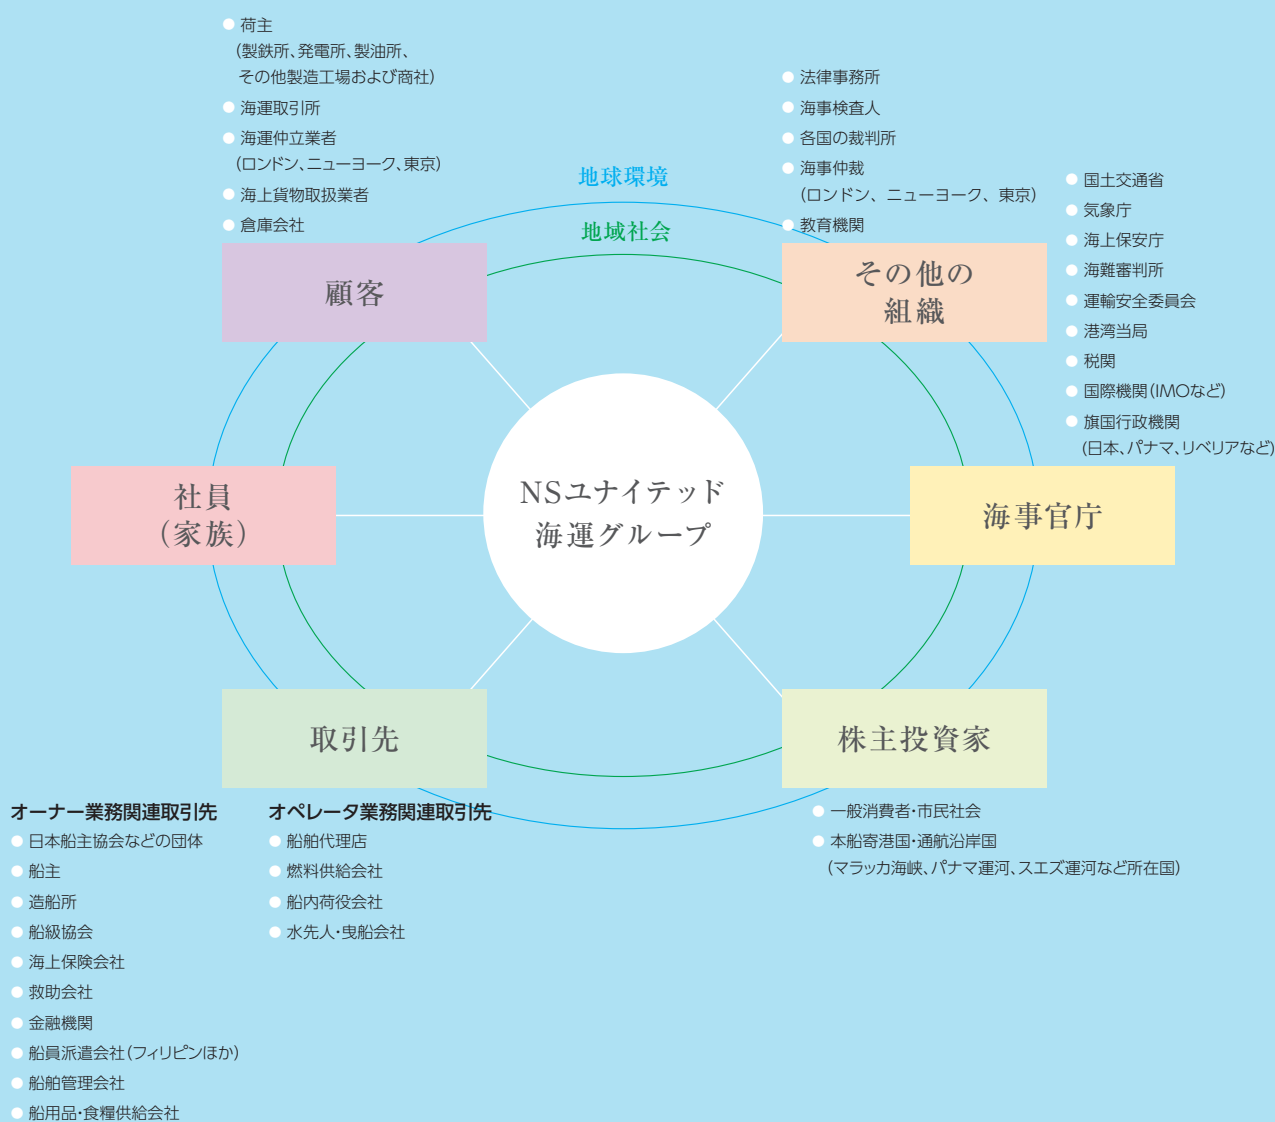 荷主
(製鉄所、発電所、製油所、
その他製造工場および商社)
海運取引所
海運仲立業者
(ロンドン、ニューヨーク、東京)
海上貨物取扱業者
倉庫会社
顧客
地球環境
地域社会
法律事務所
海事検査人
各国の裁判所
海事仲裁
(ロンドン、ニューヨーク、東京)
教育機関
その他の
組織
国土交通省
気象庁
海上保安庁
海難審判所
運輸安全委員会
港湾当局
税関
国際機関(IMOなど)
旗国行政機関
(日本、パナマ、リベリアなど)
社員
(家族)
NSユナイテッド
海運グループ
海事官庁
取引先
株主投資家
オーナー業務関連取引先
日本船主協会などの団体
船主
造船所
船級協会
海上保険会社
救助会社
金融機関
船員派遣会社(フィリピンほか)
船舶管理会社
船用品・食糧供給会社
オペレータ業務関連取引先
船舶代理店
燃料供給会社
船内荷役会社
水先人・曳船会社
一般消費者・市民社会
本船寄港国・通航沿岸国
(マラッカ海峡、パナマ運河、スエズ運河など所在国)